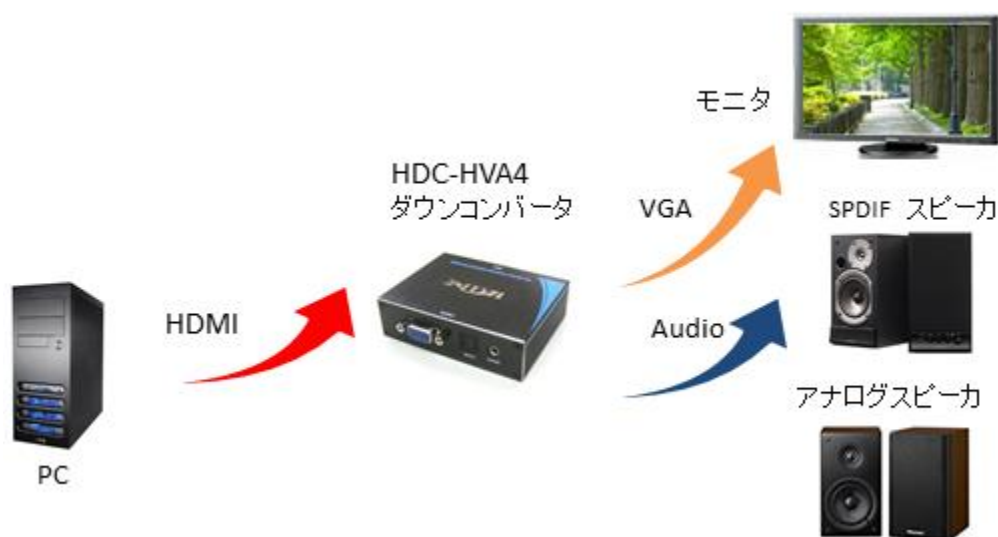 モニタ
HDC-HVA4
ダウンコンバータ
VGA
SPDIF スピーカ
HDMI
Audio
アナログスピーカ
PC